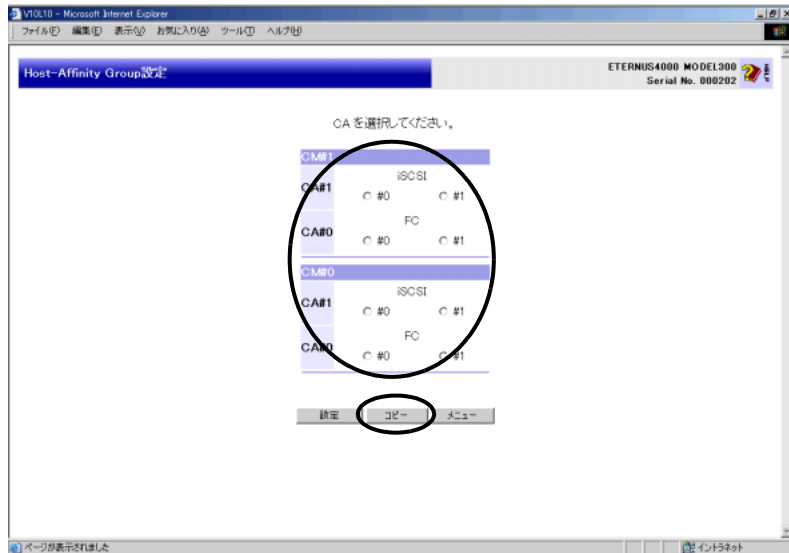 V10L10 - Microsoft Internet Explorer
ファイル(F) 編集(E) 表示(V) お気に入り(A) ツール(T) ヘルプ(H)
Host-Affinity Group設定
ETERNUS4000 MODEL300
Serial No. 000202
CA を選択してください。
CM#1
CA#1
iSCSI
#0 #1
CA#0
FC
#0 #1
CM#0
CA#1
iSCSI
#0 #1
CA#0
FC
#0 #1
設定 コピー メニュー
ページが表示されました
イントラネット